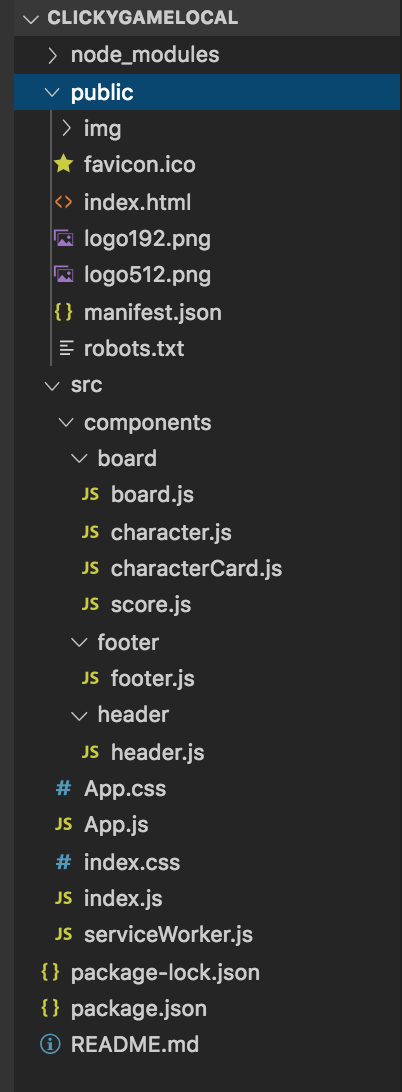 CLICKYGAMELOCAL
node_modules
public
img
favicon.ico
index.html
logo192.png
logo512.png
{} manifest.json
robots.txt
src
components
board
JS board.js
JS character.js
JS characterCard.js
JS score.js
footer
JS footer.js
header
JS header.js
# App.css
JS App.js
# index.css
JS index.js
JS serviceWorker.js
{} package-lock.json
{} package.json
README.md